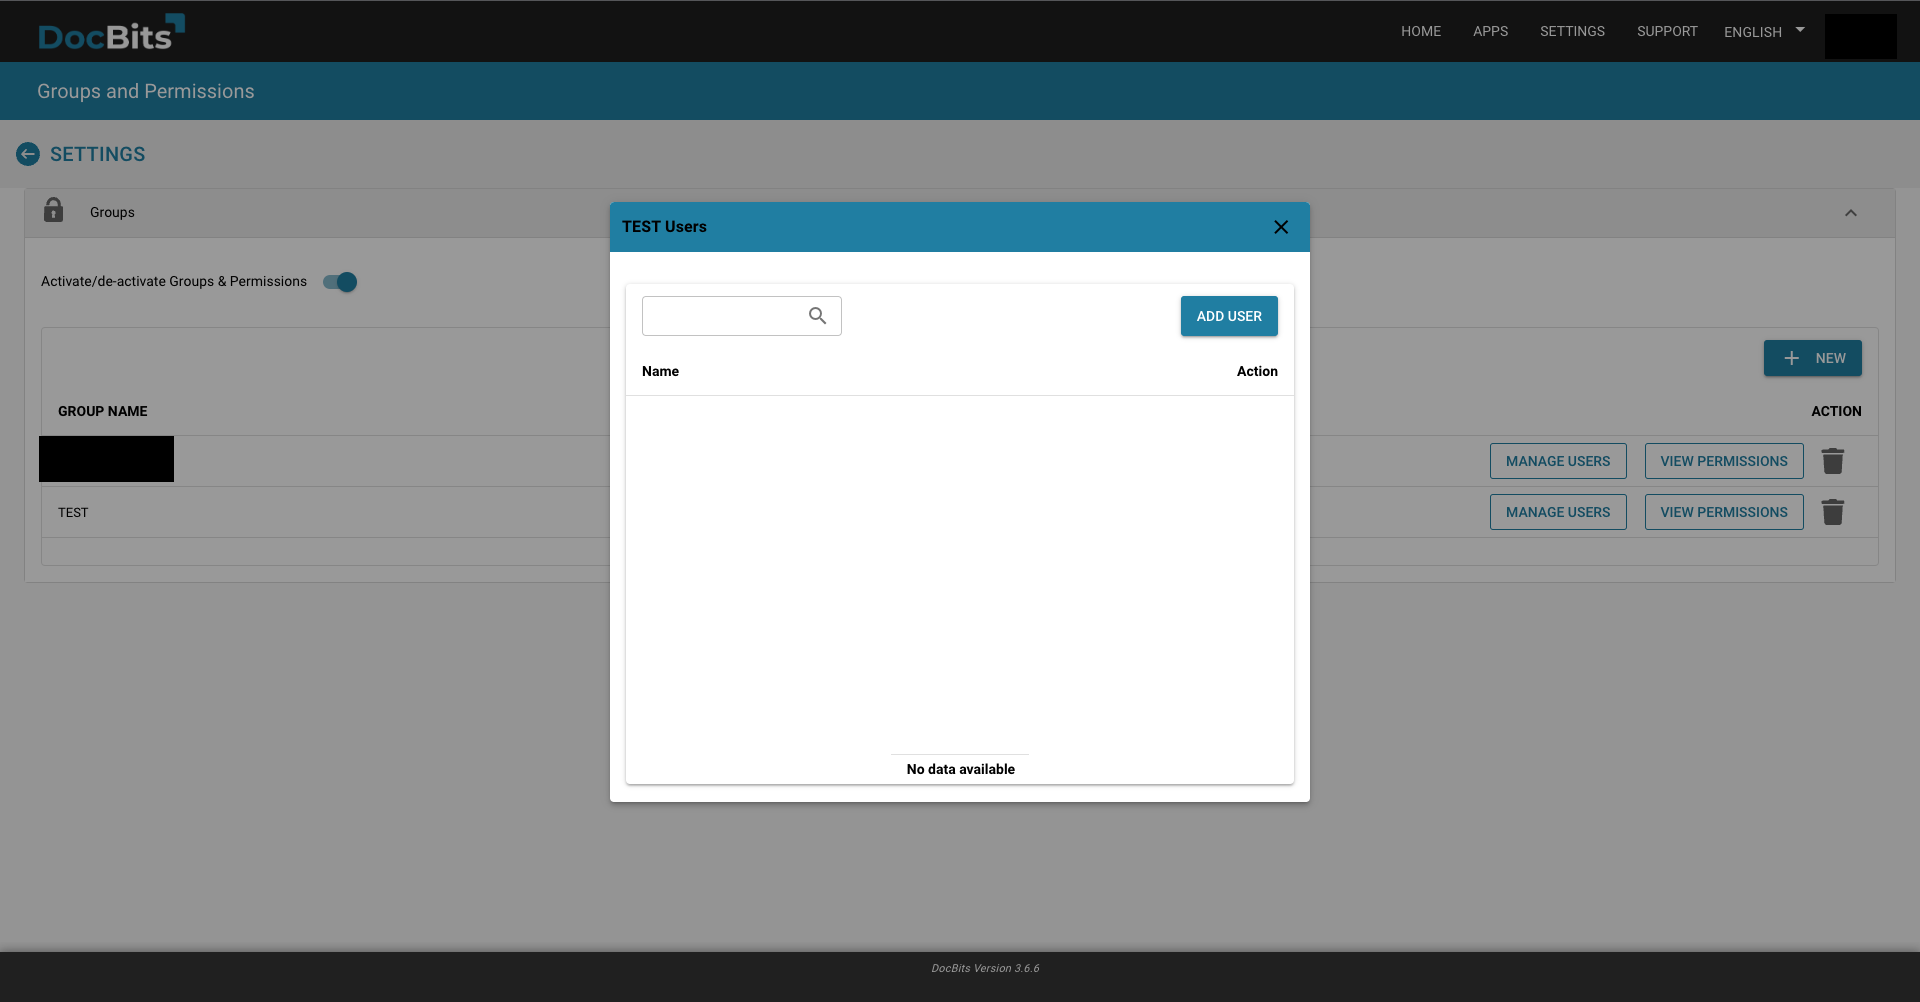 DocBits
HOME APPS SETTINGS SUPPORT ENGLISH
Groups and Permissions
SETTINGS
Groups
Activate/de-activate Groups & Permissions
NEW
GROUP NAME ACTION
MANAGE USERS VIEW PERMISSIONS
TEST MANAGE USERS VIEW PERMISSIONS
TEST Users
ADD USER
Name Action
No data available
DocBits Version 3.6.6